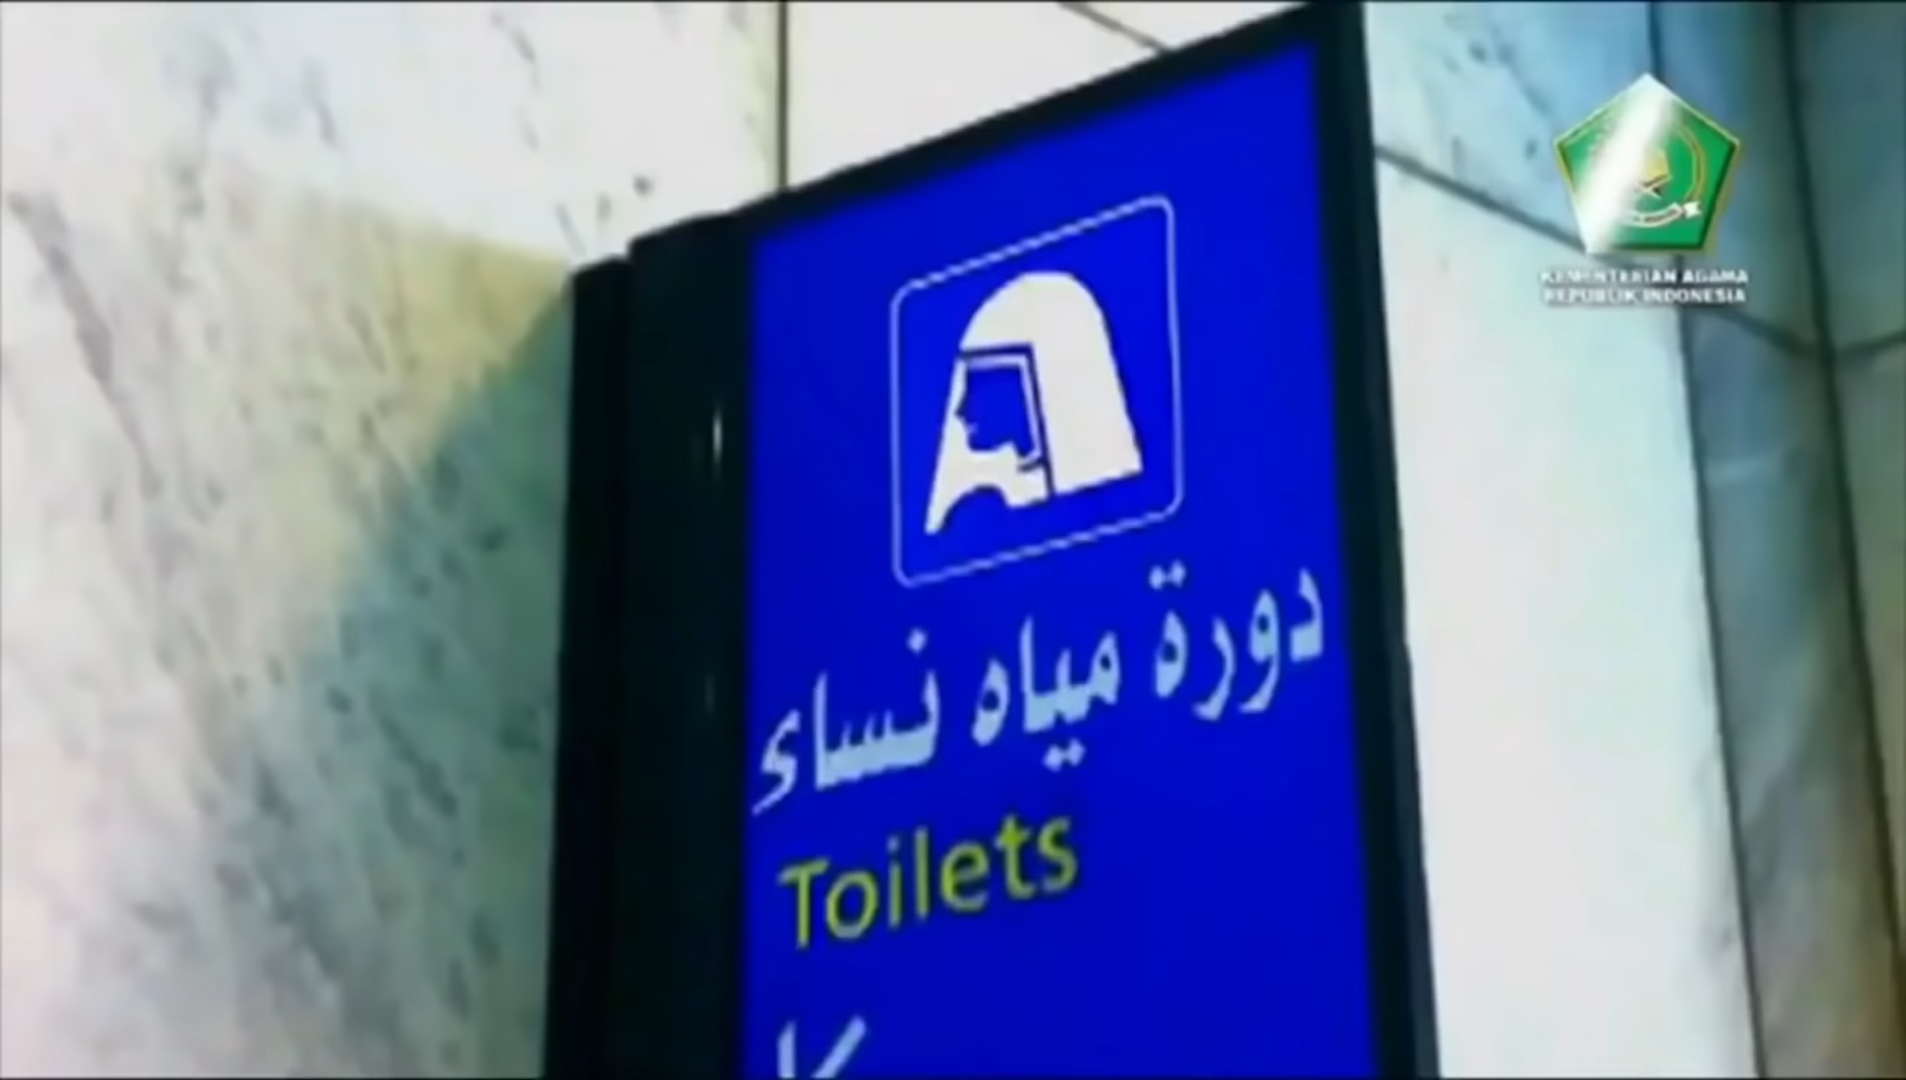 دورة مياه نساء
Toilets
KEMENTERIAN AGAMA
REPUBLIK INDONESIA